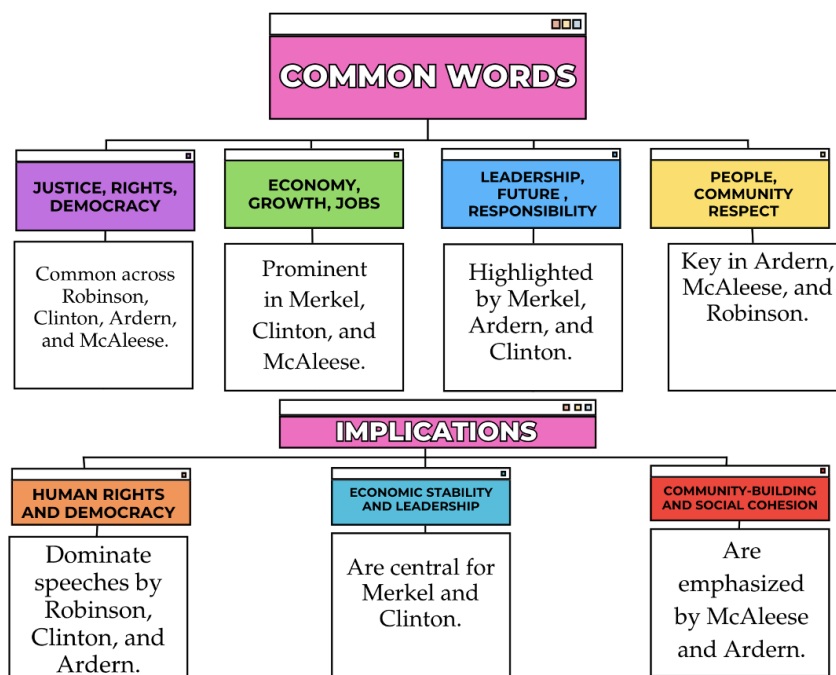 COMMON WORDS
JUSTICE, RIGHTS,
DEMOCRACY
Common across
Robinson,
Clinton, Ardern,
and McAleese.
ECONOMY,
GROWTH, JOBS
Prominent
in Merkel,
Clinton, and
McAleese.
LEADERSHIP,
FUTURE ,
RESPONSIBILITY
Highlighted
by Merkel,
Ardern, and
Clinton.
PEOPLE,
COMMUNITY
RESPECT
Key in Ardern,
McAleese, and
Robinson.
IMPLICATIONS
HUMAN RIGHTS
AND DEMOCRACY
Dominate
speeches by
Robinson,
Clinton, and
Ardern.
ECONOMIC STABILITY
AND LEADERSHIP
Are central for
Merkel and
Clinton.
COMMUNITY-BUILDING
AND SOCIAL COHESION
Are
emphasized
by McAleese
and Ardern.